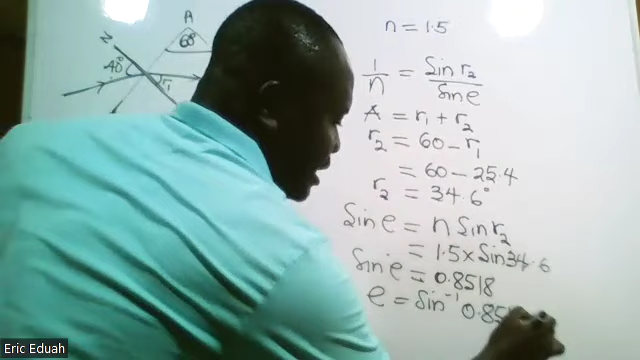 A
60°
N
40°
r₁
n = 1.5
1/n = Sin r₂/Sin e
A = r₁ + r₂
r₂ = 60 - r₁
= 60 - 25.4
r₂ = 34.6°
Sin e = n Sin r₂
= 1.5 x Sin 34.6
Sin e = 0.8518
e = Sin⁻¹ 0.85
Eric Eduah